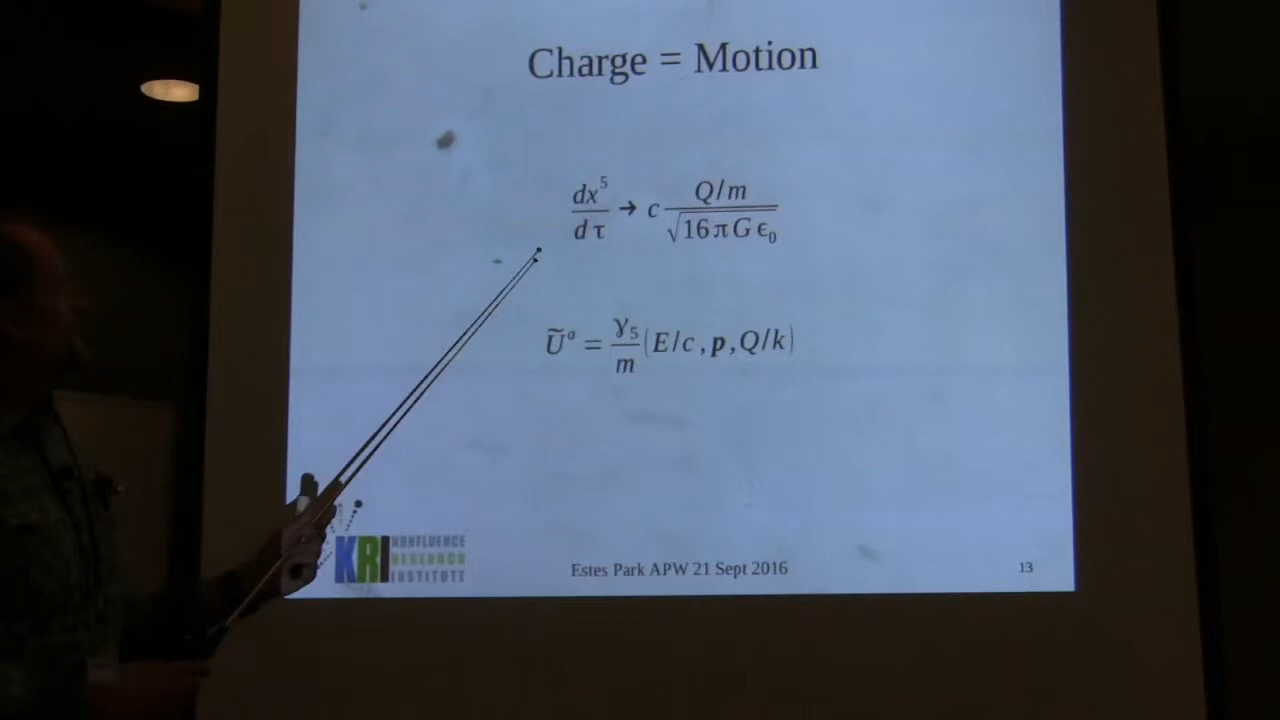 Charge = Motion
dx⁵/dτ → c (Q/m)/√(16πGϵ₀)
Ũᵃ = γ₅/m (E/c, p, Q/k)
KRI KONFLUENCE
RESEARCH
INSTITUTE
Estes Park APW 21 Sept 2016
13